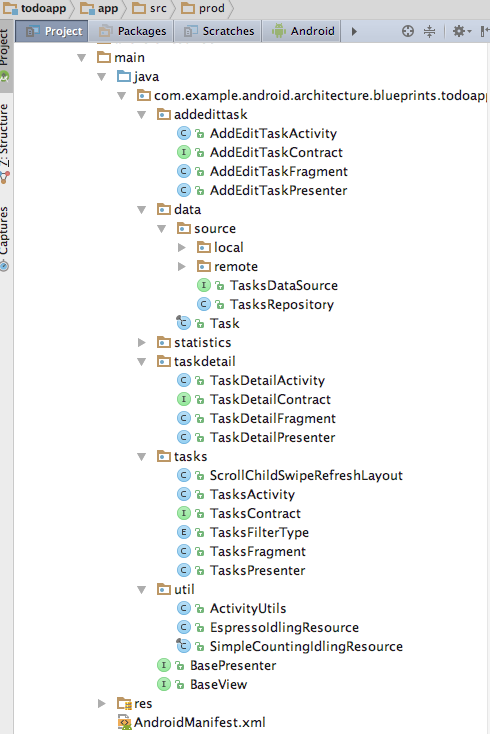 todoapp app src prod
Project Packages Scratches Android
Project
Z: Structure
Captures
main
java
com.example.android.architecture.blueprints.todoapp
addedittask
C AddEditTaskActivity
I AddEditTaskContract
C AddEditTaskFragment
C AddEditTaskPresenter
data
source
local
remote
I TasksDataSource
C TasksRepository
C Task
statistics
taskdetail
C TaskDetailActivity
I TaskDetailContract
C TaskDetailFragment
C TaskDetailPresenter
tasks
C ScrollChildSwipeRefreshLayout
C TasksActivity
I TasksContract
E TasksFilterType
C TasksFragment
C TasksPresenter
util
C ActivityUtils
C EspressoIdlingResource
C SimpleCountingIdlingResource
I BasePresenter
I BaseView
res
AndroidManifest.xml